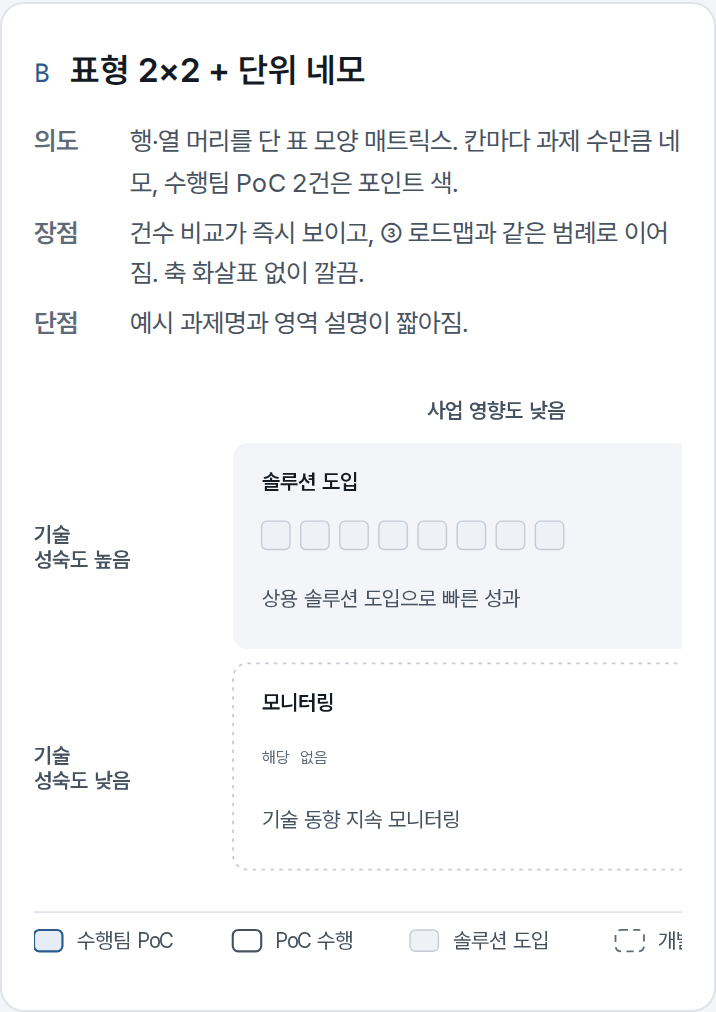 B 표형 2×2 + 단위 네모
의도 행·열 머리를 단 표 모양 매트릭스. 칸마다 과제 수만큼 네
모, 수행팀 PoC 2건은 포인트 색.
장점 건수 비교가 즉시 보이고, ③ 로드맵과 같은 범례로 이어
짐. 축 화살표 없이 깔끔.
단점 예시 과제명과 영역 설명이 짧아짐.
사업 영향도 낮음
기술
성숙도 높음
솔루션 도입
상용 솔루션 도입으로 빠른 성과
기술
성숙도 낮음
모니터링
해당 없음
기술 동향 지속 모니터링
수행팀 PoC PoC 수행 솔루션 도입